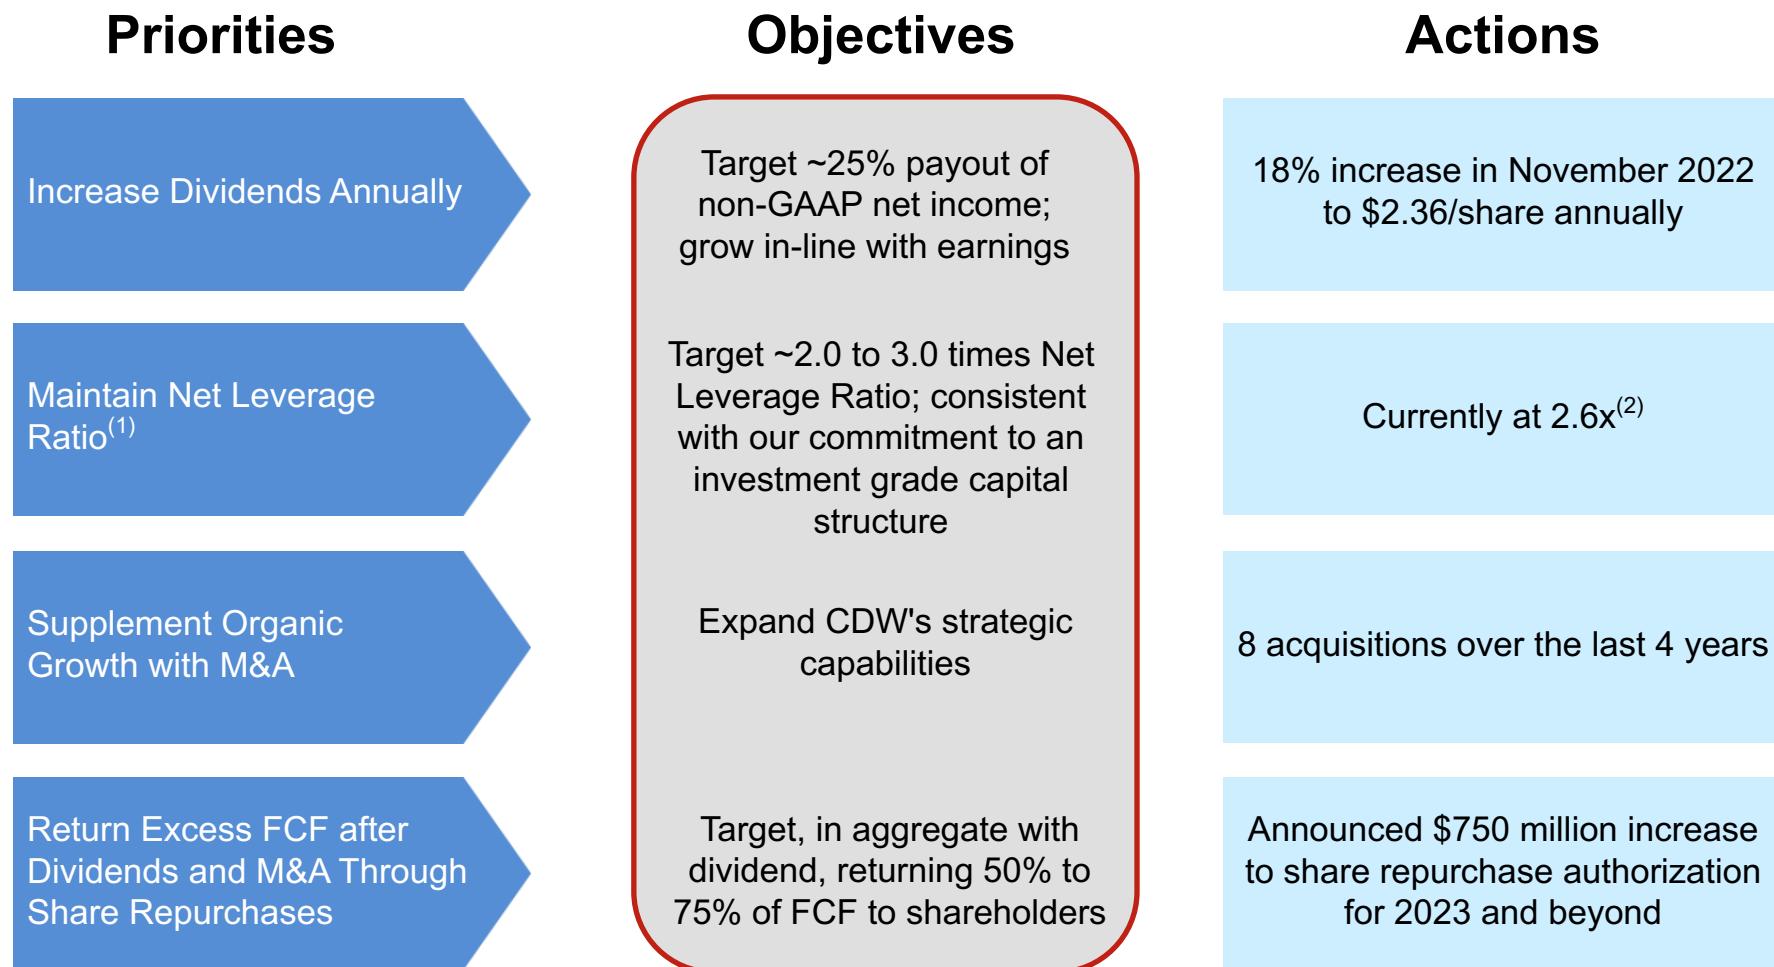 Priorities
Objectives
Actions
Increase Dividends Annually
Target ~25% payout of
non-GAAP net income;
grow in-line with earnings
18% increase in November 2022
to $2.36/share annually
Maintain Net Leverage
Ratio(1)
Target ~2.0 to 3.0 times Net
Leverage Ratio; consistent
with our commitment to an
investment grade capital
structure
Currently at 2.6x(2)
Supplement Organic
Growth with M&A
Expand CDW's strategic
capabilities
8 acquisitions over the last 4 years
Return Excess FCF after
Dividends and M&A Through
Share Repurchases
Target, in aggregate with
dividend, returning 50% to
75% of FCF to shareholders
Announced $750 million increase
to share repurchase authorization
for 2023 and beyond